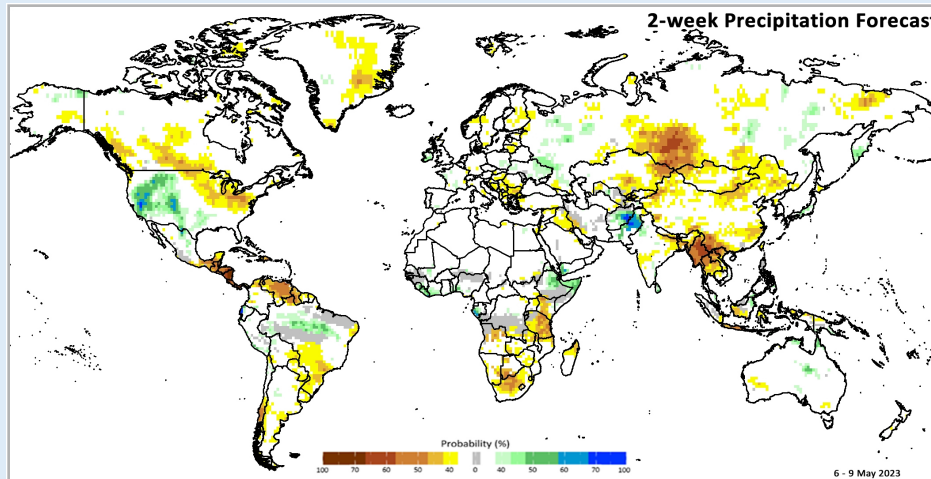 2-week Precipitation Forecast
Probability (%)
100 70 60 50 40 0 40 50 60 70 100
6 - 9 May 2023